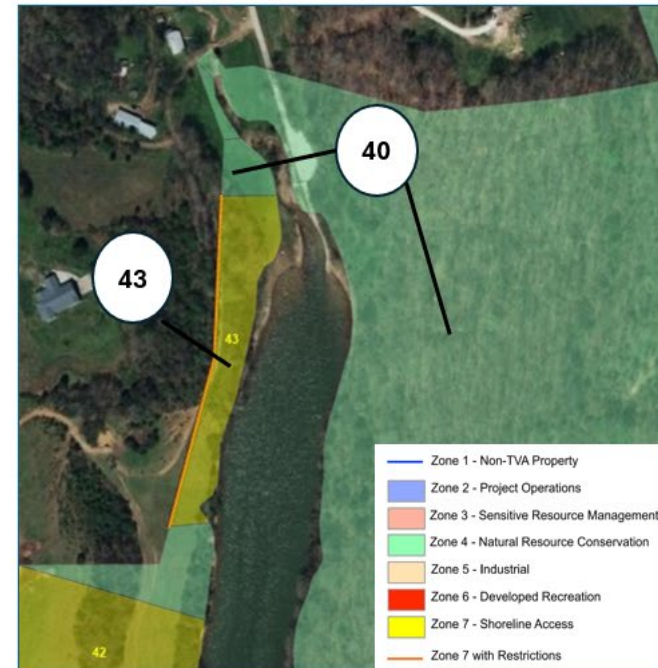 40
43
43
Zone 1 - Non-TVA Property
Zone 2 - Project Operations
Zone 3 - Sensitive Resource Management
Zone 4 - Natural Resource Conservation
Zone 5 - Industrial
Zone 6 - Developed Recreation
Zone 7 - Shoreline Access
Zone 7 with Restrictions
42